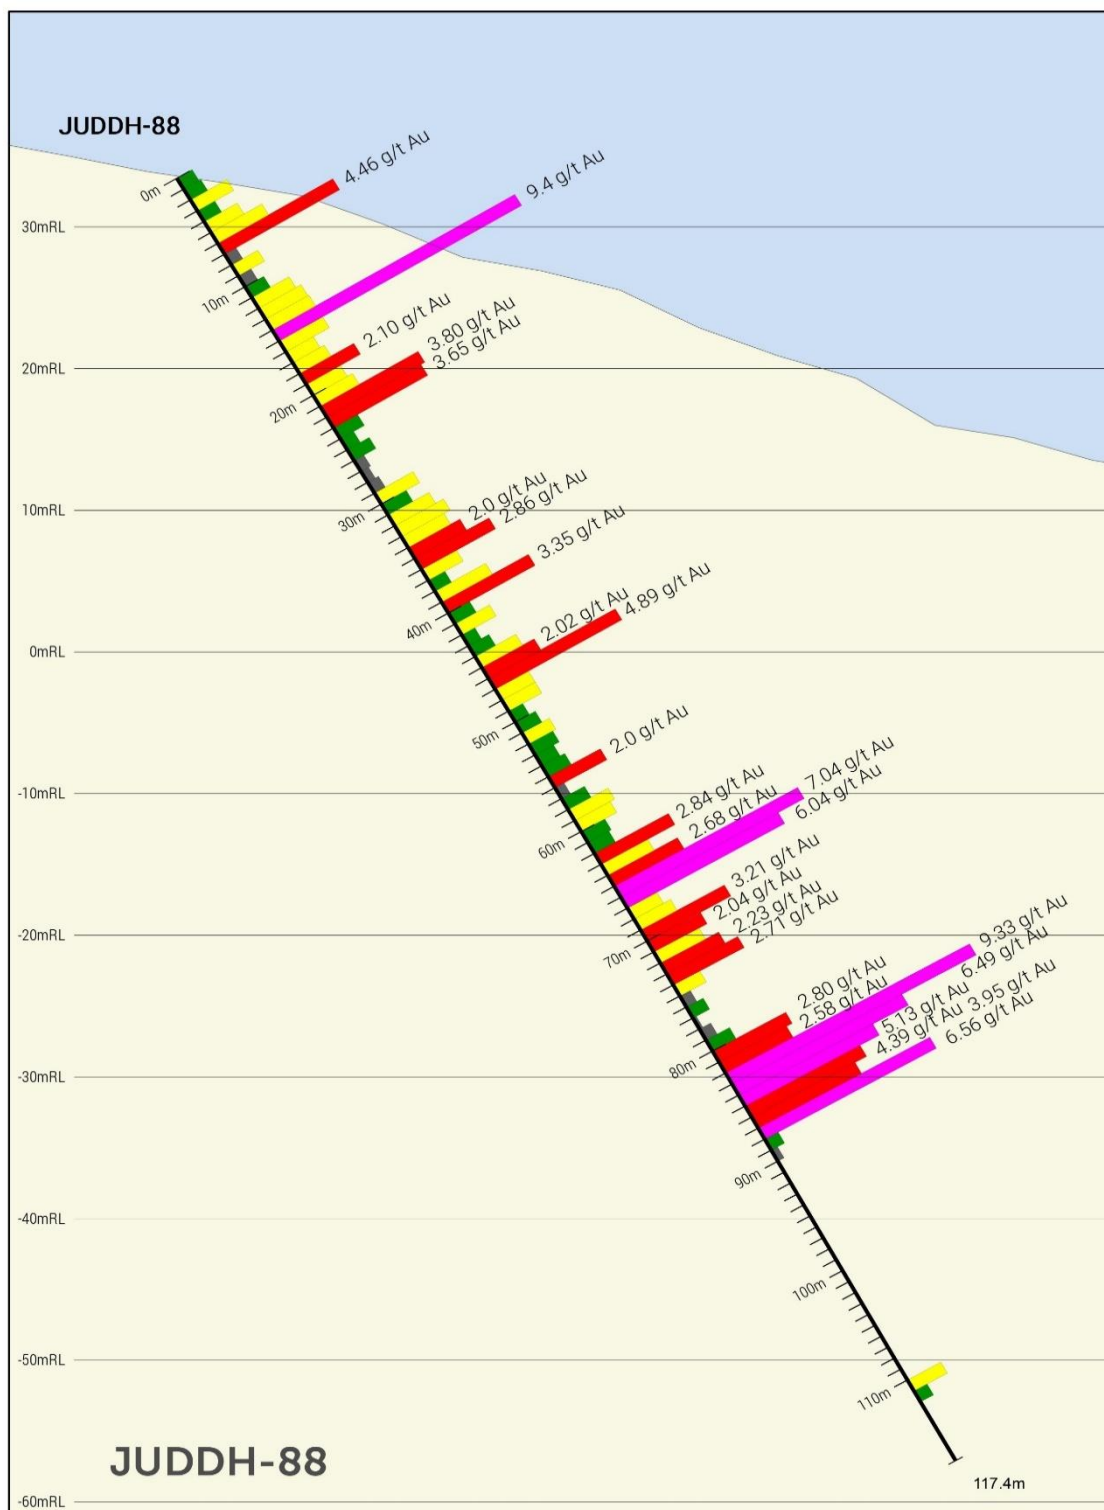 JUDDH-88
0m
4.46 g/t Au
9.4 g/t Au
30mRL
10m
2.10 g/t Au
3.80 g/t Au
3.65 g/t Au
20mRL
20m
10mRL
30m
2.0 g/t Au
2.86 g/t Au
3.35 g/t Au
40m
0mRL
2.02 g/t Au
4.89 g/t Au
50m
2.0 g/t Au
-10mRL
60m
2.84 g/t Au
2.68 g/t Au
7.04 g/t Au
6.04 g/t Au
3.21 g/t Au
2.04 g/t Au
2.23 g/t Au
2.71 g/t Au
-20mRL
70m
2.80 g/t Au
2.58 g/t Au
9.33 g/t Au
6.49 g/t Au
5.13 g/t Au
3.95 g/t Au
4.39 g/t Au
6.56 g/t Au
80m
-30mRL
90m
-40mRL
100m
-50mRL
110m
JUDDH-88
117.4m
-60mRL